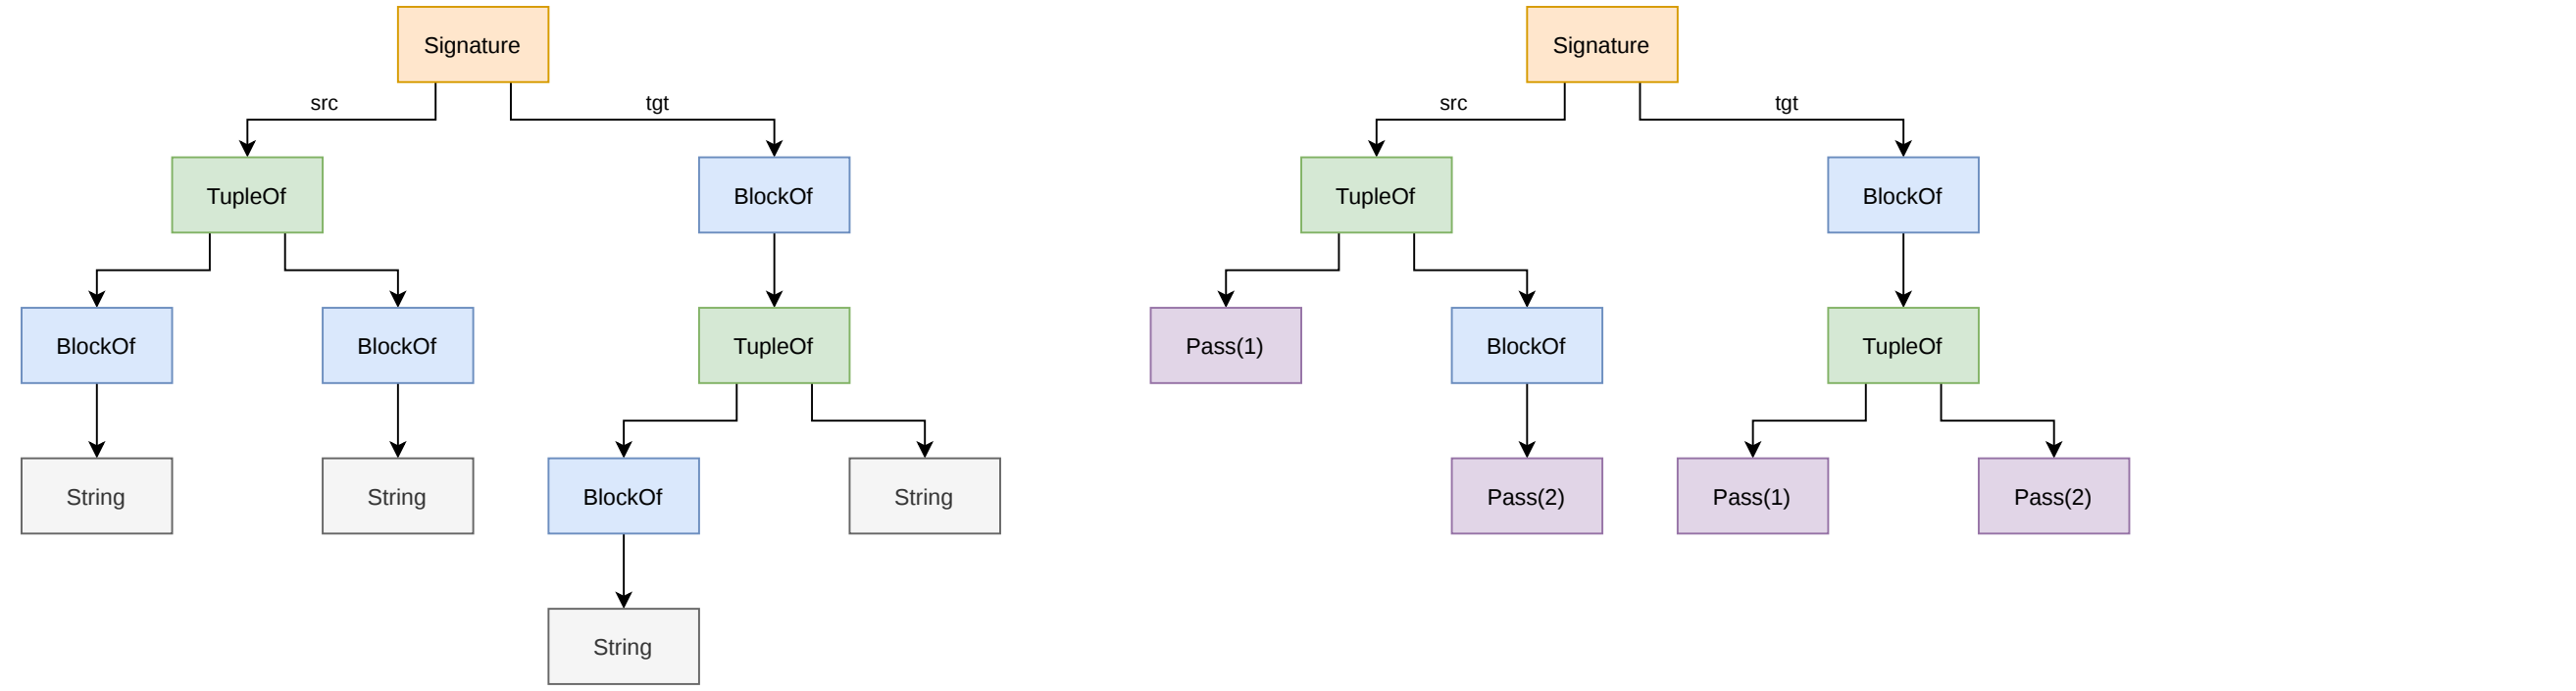 Signature
src
tgt
TupleOf
BlockOf
BlockOf
BlockOf
TupleOf
String
String
BlockOf
String
String
Signature
src
tgt
TupleOf
BlockOf
Pass(1)
BlockOf
TupleOf
Pass(2)
Pass(1)
Pass(2)